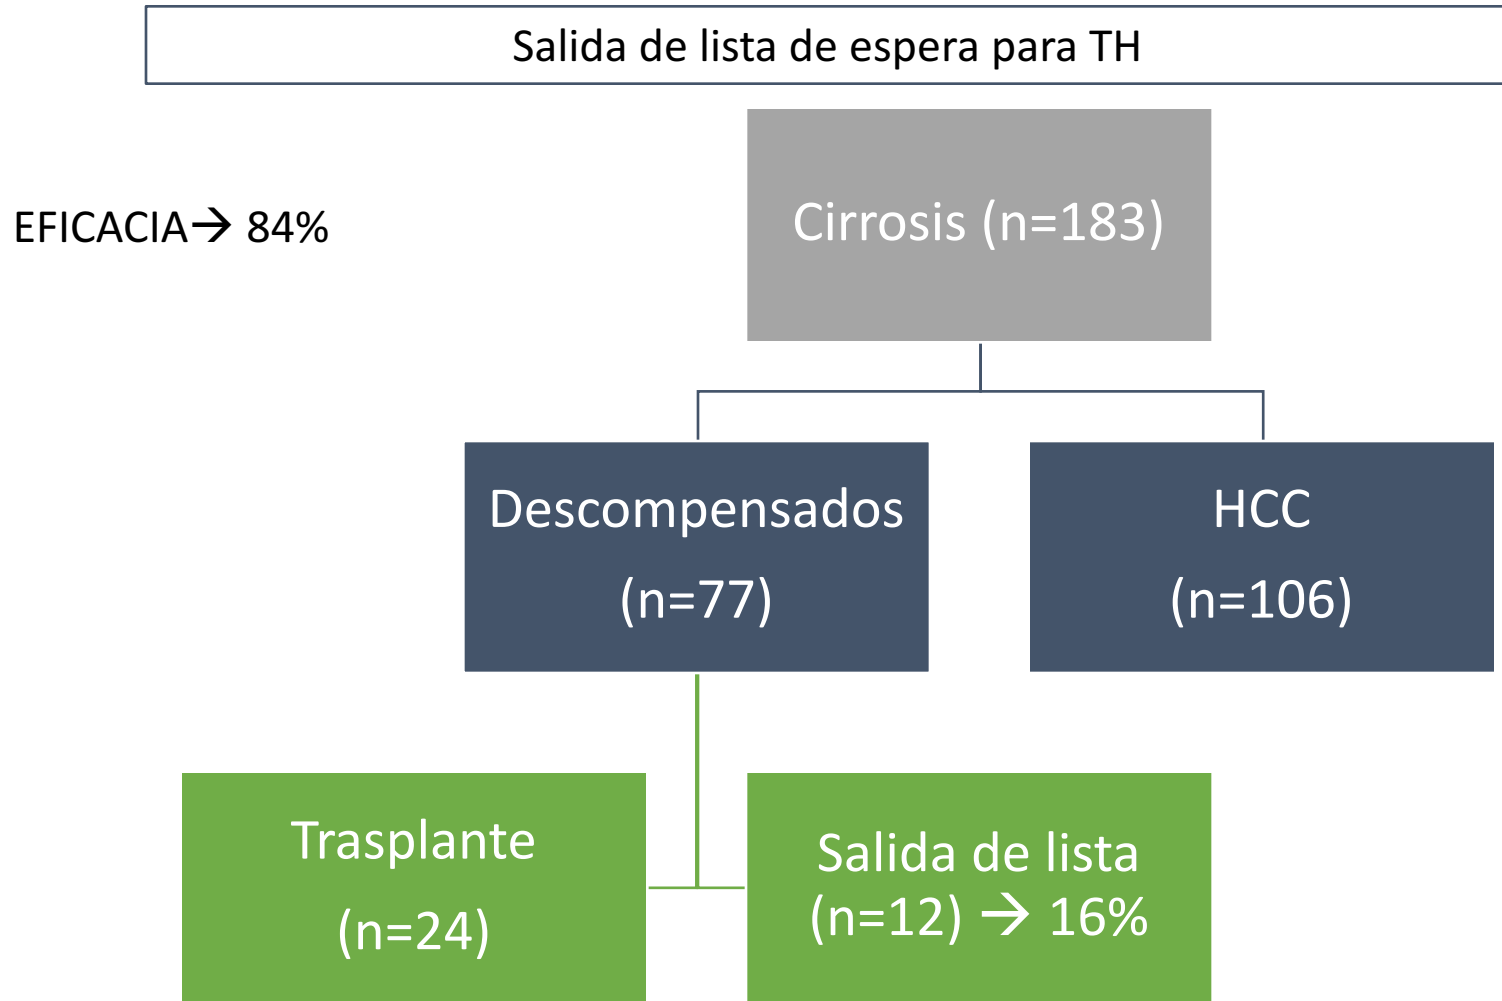 Salida de lista de espera para TH
EFICACIA→ 84%
Cirrosis (n=183)
Descompensados
(n=77)
HCC
(n=106)
Trasplante
(n=24)
Salida de lista
(n=12) → 16%